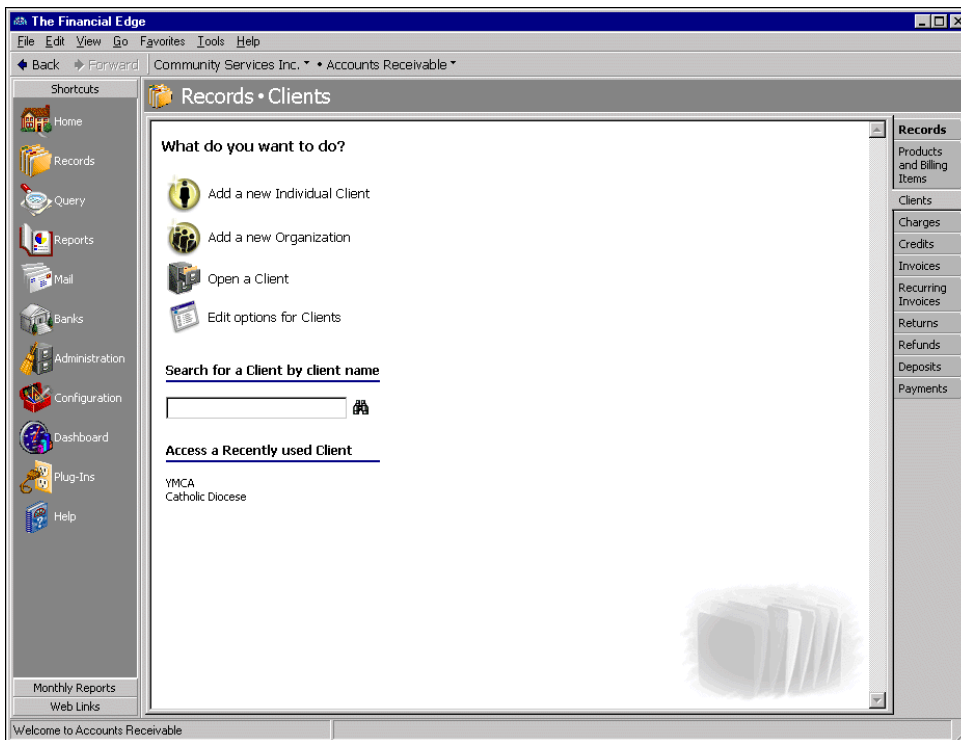 The Financial Edge
File Edit View Go Favorites Tools Help
Back Forward Community Services Inc. • Accounts Receivable
Shortcuts
Home
Records
Query
Reports
Mail
Banks
Administration
Configuration
Dashboard
Plug-Ins
Help
Monthly Reports
Web Links
Records • Clients
What do you want to do?
Add a new Individual Client
Add a new Organization
Open a Client
Edit options for Clients
Search for a Client by client name
Access a Recently used Client
YMCA
Catholic Diocese
Records
Products
and Billing
Items
Clients
Charges
Credits
Invoices
Recurring
Invoices
Returns
Refunds
Deposits
Payments
Welcome to Accounts Receivable